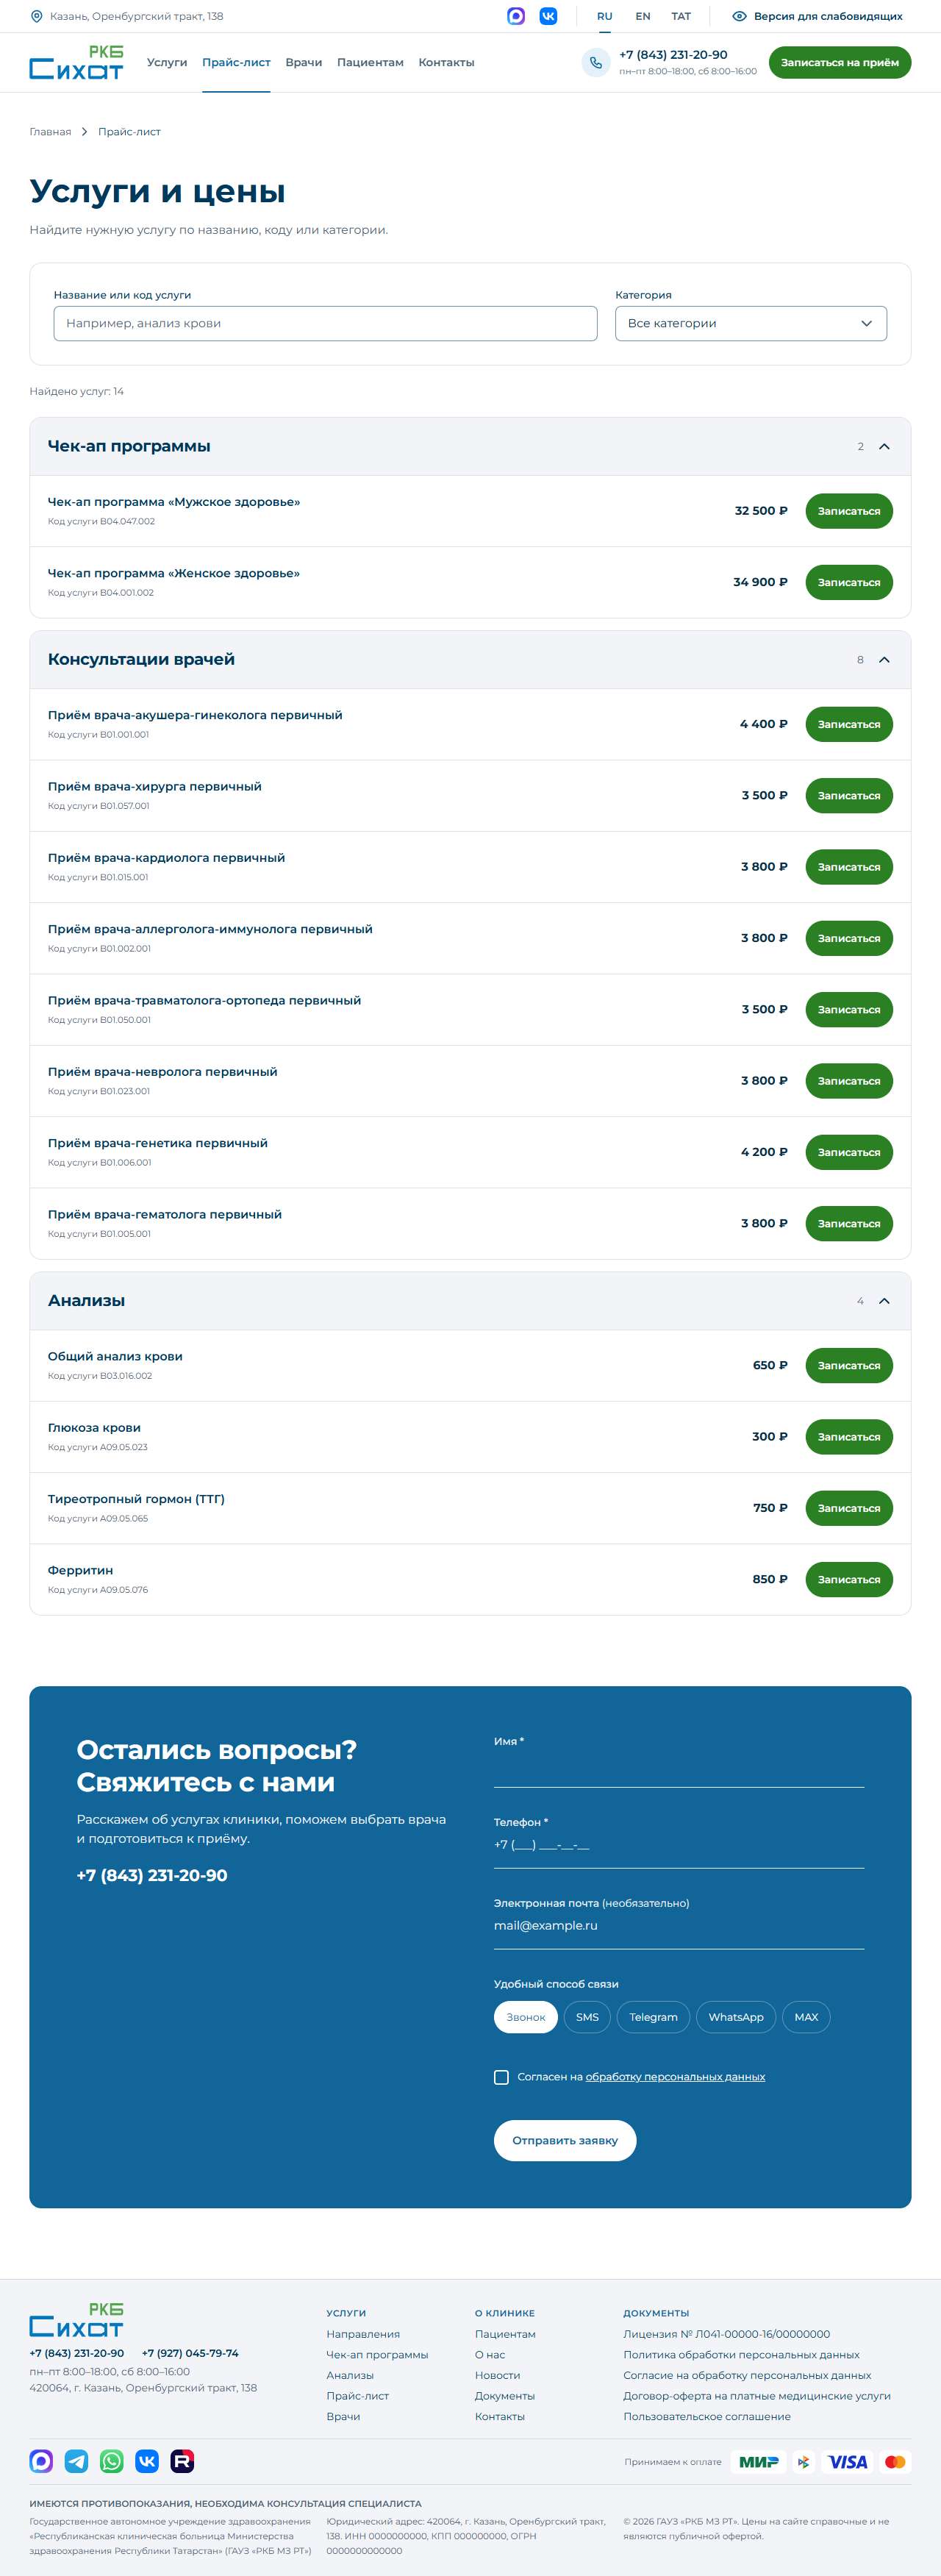 Казань, Оренбургский тракт, 138
RU
EN
ТАТ
Версия для слабовидящих
РКБ
Сихәт
Услуги
Прайс-лист
Врачи
Пациентам
Контакты
+7 (843) 231-20-90
пн–пт 8:00–18:00, сб 8:00–16:00
Записаться на приём
Главная
Прайс-лист
Услуги и цены
Найдите нужную услугу по названию, коду или категории.
Название или код услуги
Категория
Например, анализ крови
Все категории
Найдено услуг: 14
Чек-ап программы
2
Чек-ап программа «Мужское здоровье»
Код услуги B04.047.002
32 500 ₽
Записаться
Чек-ап программа «Женское здоровье»
Код услуги B04.001.002
34 900 ₽
Записаться
Консультации врачей
8
Приём врача-акушера-гинеколога первичный
Код услуги B01.001.001
4 400 ₽
Записаться
Приём врача-хирурга первичный
Код услуги B01.057.001
3 500 ₽
Записаться
Приём врача-кардиолога первичный
Код услуги B01.015.001
3 800 ₽
Записаться
Приём врача-аллерголога-иммунолога первичный
Код услуги B01.002.001
3 800 ₽
Записаться
Приём врача-травматолога-ортопеда первичный
Код услуги B01.050.001
3 500 ₽
Записаться
Приём врача-невролога первичный
Код услуги B01.023.001
3 800 ₽
Записаться
Приём врача-генетика первичный
Код услуги B01.006.001
4 200 ₽
Записаться
Приём врача-гематолога первичный
Код услуги B01.005.001
3 800 ₽
Записаться
Анализы
4
Общий анализ крови
Код услуги B03.016.002
650 ₽
Записаться
Глюкоза крови
Код услуги A09.05.023
300 ₽
Записаться
Тиреотропный гормон (ТТГ)
Код услуги A09.05.065
750 ₽
Записаться
Ферритин
Код услуги A09.05.076
850 ₽
Записаться
Остались вопросы?
Свяжитесь с нами
Расскажем об услугах клиники, поможем выбрать врача
и подготовиться к приёму.
+7 (843) 231-20-90
Имя *
Телефон *
+7 (___) ___-__-__
Электронная почта (необязательно)
mail@example.ru
Удобный способ связи
Звонок
SMS
Telegram
WhatsApp
MAX
Согласен на обработку персональных данных
Отправить заявку
РКБ
Сихәт
+7 (843) 231-20-90
+7 (927) 045-79-74
пн–пт 8:00–18:00, сб 8:00–16:00
420064, г. Казань, Оренбургский тракт, 138
УСЛУГИ
Направления
Чек-ап программы
Анализы
Прайс-лист
Врачи
О КЛИНИКЕ
Пациентам
О нас
Новости
Документы
Контакты
ДОКУМЕНТЫ
Лицензия № Л041-00000-16/00000000
Политика обработки персональных данных
Согласие на обработку персональных данных
Договор-оферта на платные медицинские услуги
Пользовательское соглашение
Принимаем к оплате
МИР
VISA
ИМЕЮТСЯ ПРОТИВОПОКАЗАНИЯ, НЕОБХОДИМА КОНСУЛЬТАЦИЯ СПЕЦИАЛИСТА
Государственное автономное учреждение здравоохранения
«Республиканская клиническая больница Министерства
здравоохранения Республики Татарстан» (ГАУЗ «РКБ МЗ РТ»)
Юридический адрес: 420064, г. Казань, Оренбургский тракт,
138. ИНН 0000000000, КПП 000000000, ОГРН
0000000000000
© 2026 ГАУЗ «РКБ МЗ РТ». Цены на сайте справочные и не
являются публичной офертой.